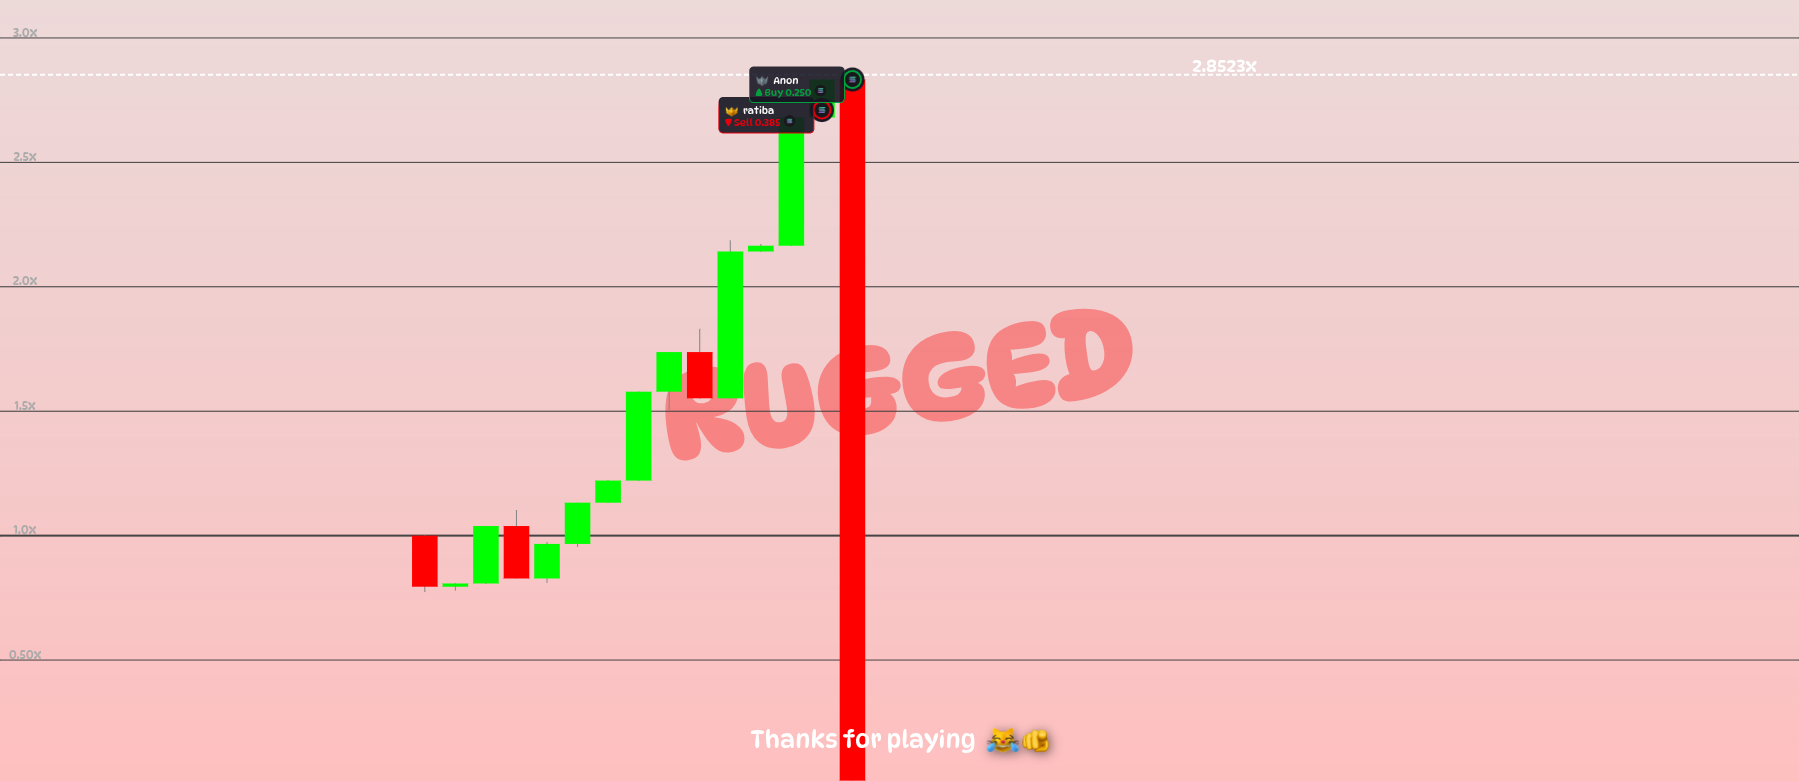 3.0x
2.8523x
Anon
Buy 0.250
ratiba
Sell 0.385
2.5x
2.0x
RUGGED
1.5x
1.0x
0.50x
Thanks for playing 😹🫵